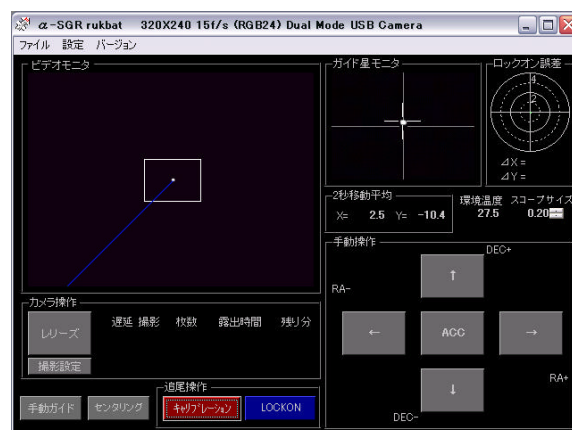 α-SGR rukbat 320X240 15f/s (RGB24) Dual Mode USB Camera
ファイル 設定 バージョン
ビデオモニタ
ガイド星モニタ
ロックオン誤差
4
2
⊿X =
⊿Y =
2秒移動平均
X= 2.5 Y= -10.4
環境温度 スコープサイズ
27.5 0.20
手動操作
DEC+
RA-
↑
← ACC →
↓
RA+
DEC-
カメラ操作
レリーズ
遅延 撮影 枚数 露出時間 残り分
撮影設定
追尾操作
手動ガイド センタリング キャリブレーション LOCKON